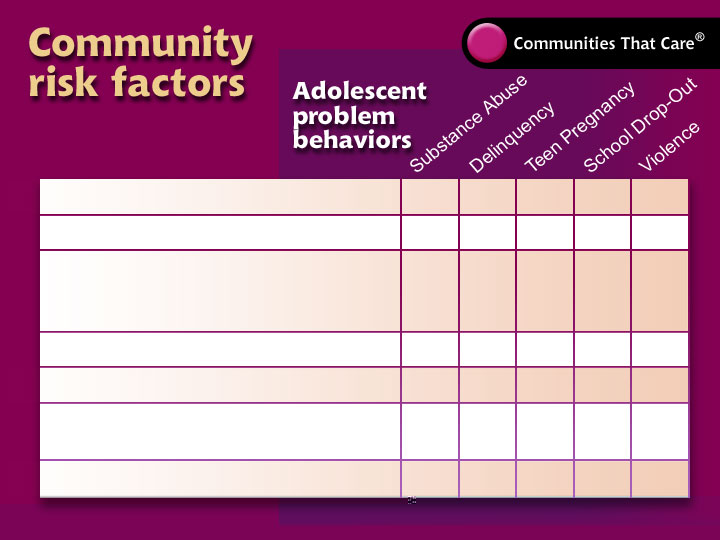 Community
risk factors
Communities That Care®
Adolescent
problem
behaviors
Substance Abuse
Delinquency
Teen Pregnancy
School Drop-Out
Violence